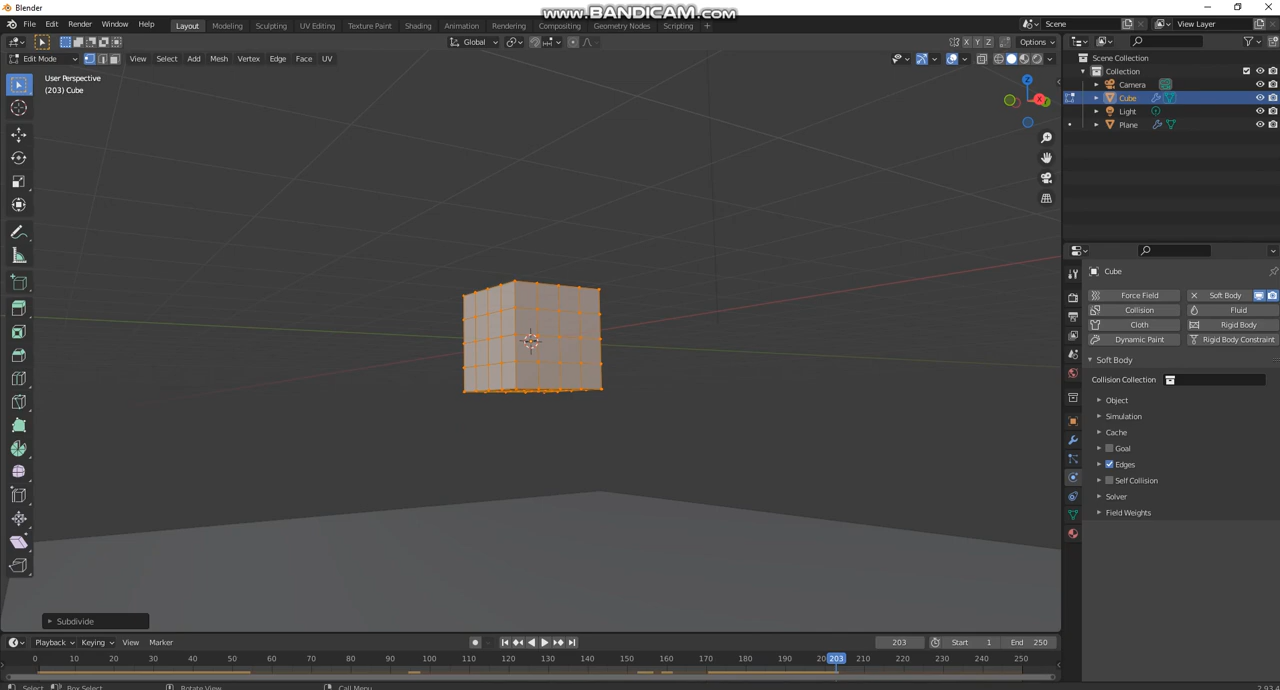 Blender
www.BANDICAM.com
File Edit Render Window Help Layout Modeling Sculpting UV Editing Texture Paint Shading Animation Rendering Compositing Geometry Nodes Scripting + Scene View Layer
Global X Y Z Options
Edit Mode View Select Add Mesh Vertex Edge Face UV
User Perspective
(203) Cube
Z
X
Y
Scene Collection
Collection
Camera
Cube
Light
Plane
Cube
Force Field Soft Body
Collision Fluid
Cloth Rigid Body
Dynamic Paint Rigid Body Constraint
Soft Body
Collision Collection
Object
Simulation
Cache
Goal
Edges
Self Collision
Solver
Field Weights
Subdivide
Playback Keying View Marker 203 Start 1 End 250
0 10 20 30 40 50 60 70 80 90 100 110 120 130 140 150 160 170 180 190 20 203 210 220 230 240 250
Select Box Select Rotate View Call Menu 2.93.4